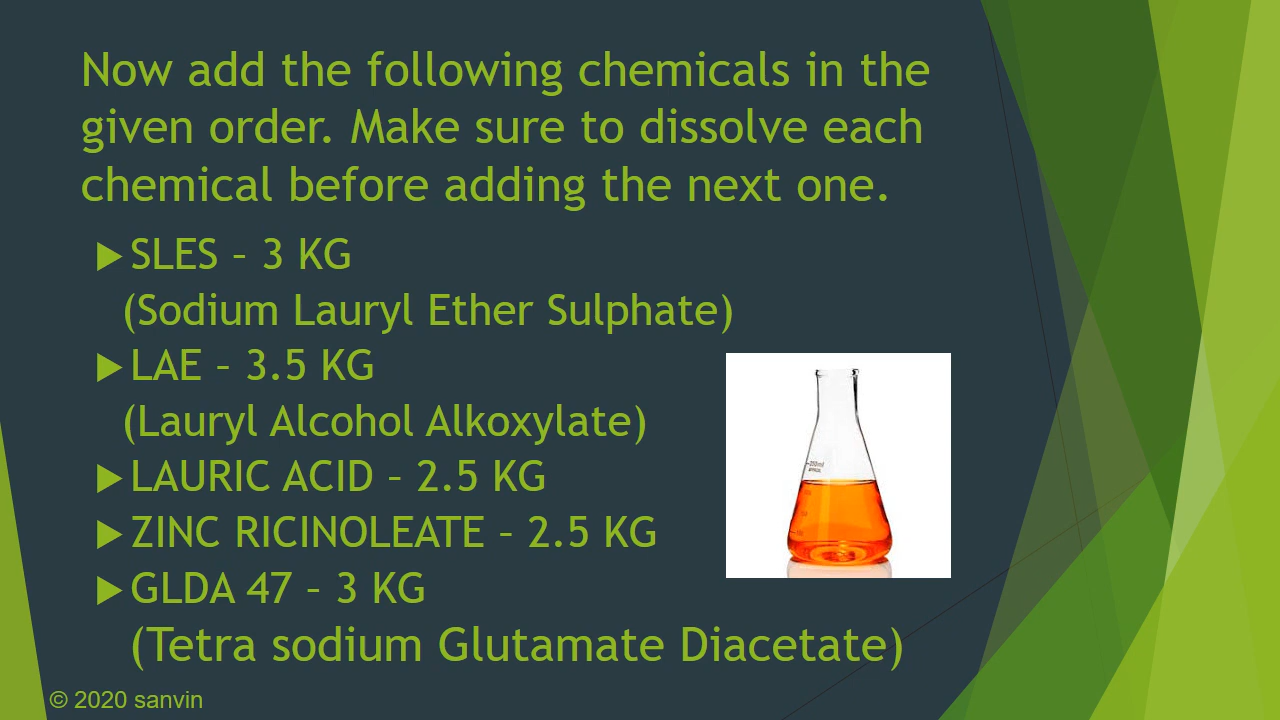 Now add the following chemicals in the
given order. Make sure to dissolve each
chemical before adding the next one.
SLES – 3 KG
(Sodium Lauryl Ether Sulphate)
LAE – 3.5 KG
(Lauryl Alcohol Alkoxylate)
LAURIC ACID – 2.5 KG
ZINC RICINOLEATE – 2.5 KG
GLDA 47 – 3 KG
(Tetra sodium Glutamate Diacetate)
© 2020 sanvin